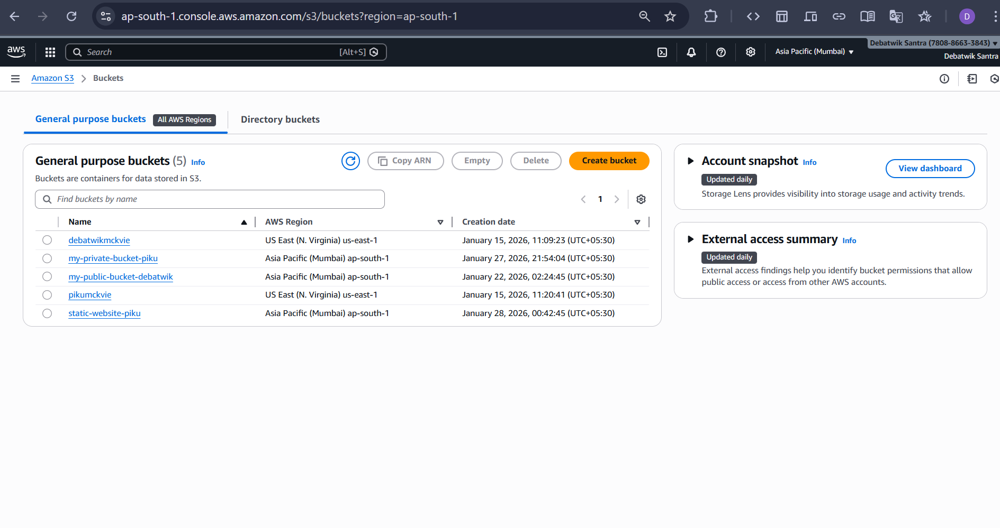 ap-south-1.console.aws.amazon.com/s3/buckets?region=ap-south-1
D
aws
Search
[Alt+S]
Asia Pacific (Mumbai)
Debatwik Santra (7808-8663-3843)
Debatwik Santra
Amazon S3
Buckets
General purpose buckets
All AWS Regions
Directory buckets
General purpose buckets (5) Info
Copy ARN
Empty
Delete
Create bucket
Buckets are containers for data stored in S3.
Find buckets by name
1
Name
AWS Region
Creation date
debatwikmckvie US East (N. Virginia) us-east-1 January 15, 2026, 11:09:23 (UTC+05:30)
my-private-bucket-piku Asia Pacific (Mumbai) ap-south-1 January 27, 2026, 21:54:04 (UTC+05:30)
my-public-bucket-debatwik Asia Pacific (Mumbai) ap-south-1 January 22, 2026, 02:24:45 (UTC+05:30)
pikumckvie US East (N. Virginia) us-east-1 January 15, 2026, 11:20:41 (UTC+05:30)
static-website-piku Asia Pacific (Mumbai) ap-south-1 January 28, 2026, 00:42:45 (UTC+05:30)
Account snapshot Info
View dashboard
Updated daily
Storage Lens provides visibility into storage usage and activity trends.
External access summary Info
Updated daily
External access findings help you identify bucket permissions that allow
public access or access from other AWS accounts.